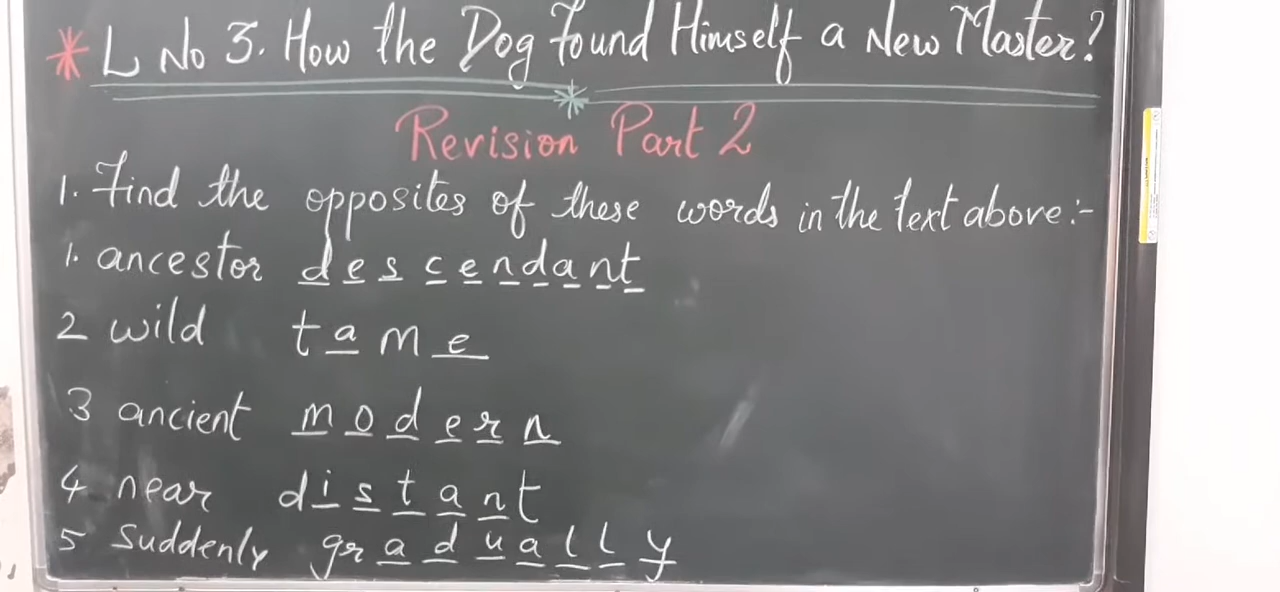 * L No 3. How the Dog Found Himself a New Master?
Revision Part 2
1. Find the opposites of these words in the text above:-
1. ancestor descendant
2 wild tame
3 ancient modern
4 near distant
5 Suddenly gradually